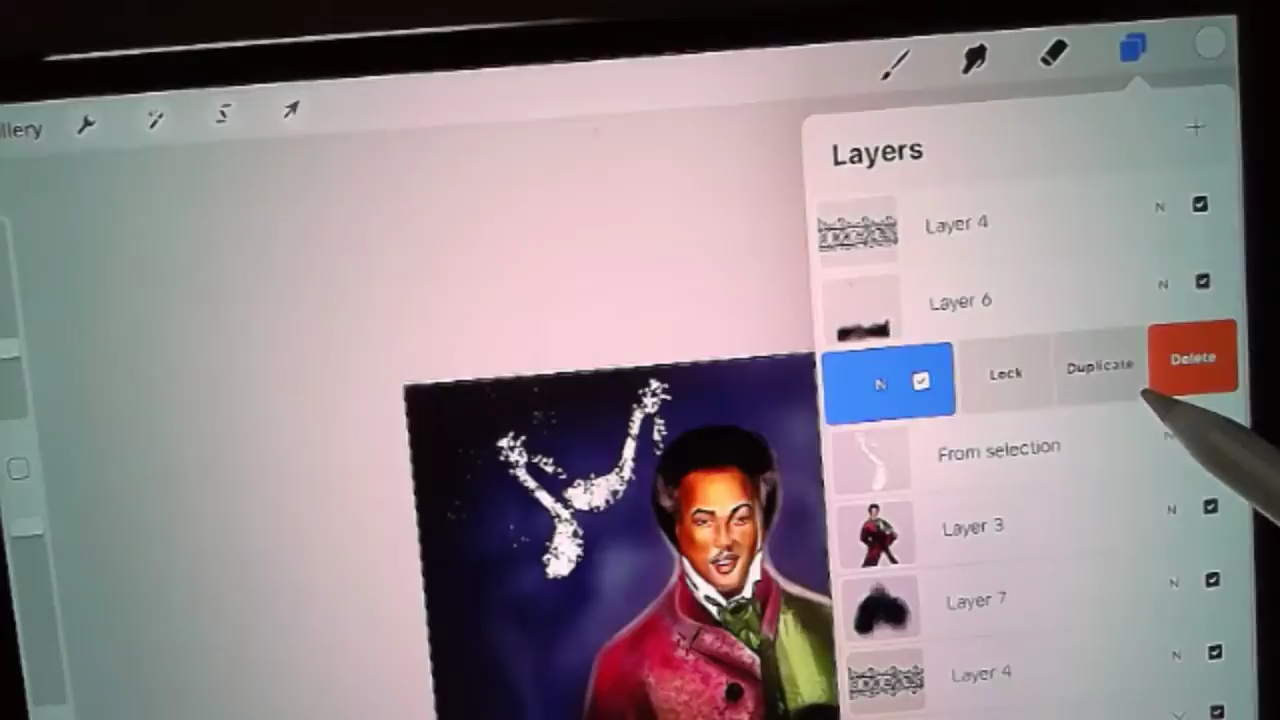 llery
Layers
N
Layer 4
N
Layer 6
N
Lock
Duplicate
Delete
N
From selection
N
Layer 3
N
Layer 7
N
Layer 4